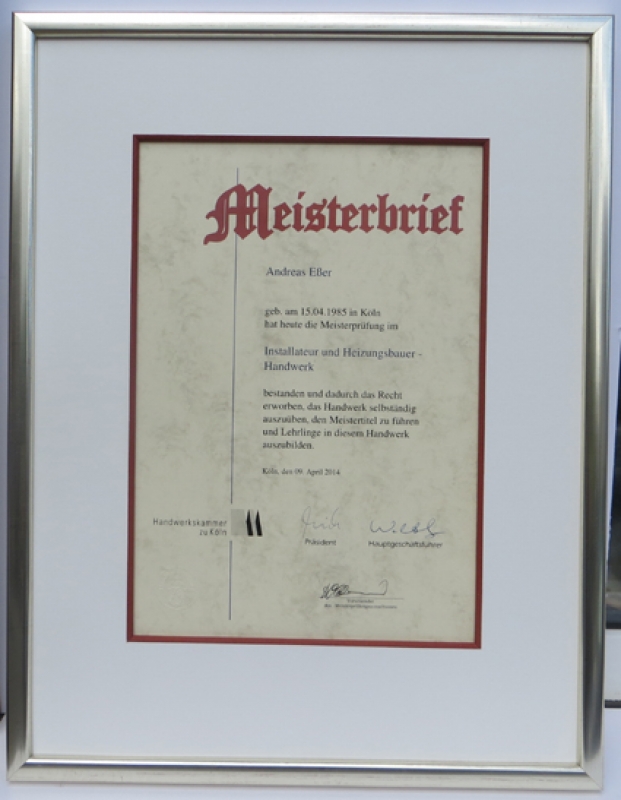 Meisterbrief
Andreas Eßer
geb. am 15.04.1985 in Köln
hat heute die Meisterprüfung im
Installateur und Heizungsbauer -
Handwerk
bestanden und dadurch das Recht
erworben, das Handwerk selbständig
auszuüben, den Meistertitel zu führen
und Lehrlinge in diesem Handwerk
auszubilden.
Köln, den 09. April 2014
Handwerkskammer
zu Köln
Präsident
Hauptgeschäftsführer